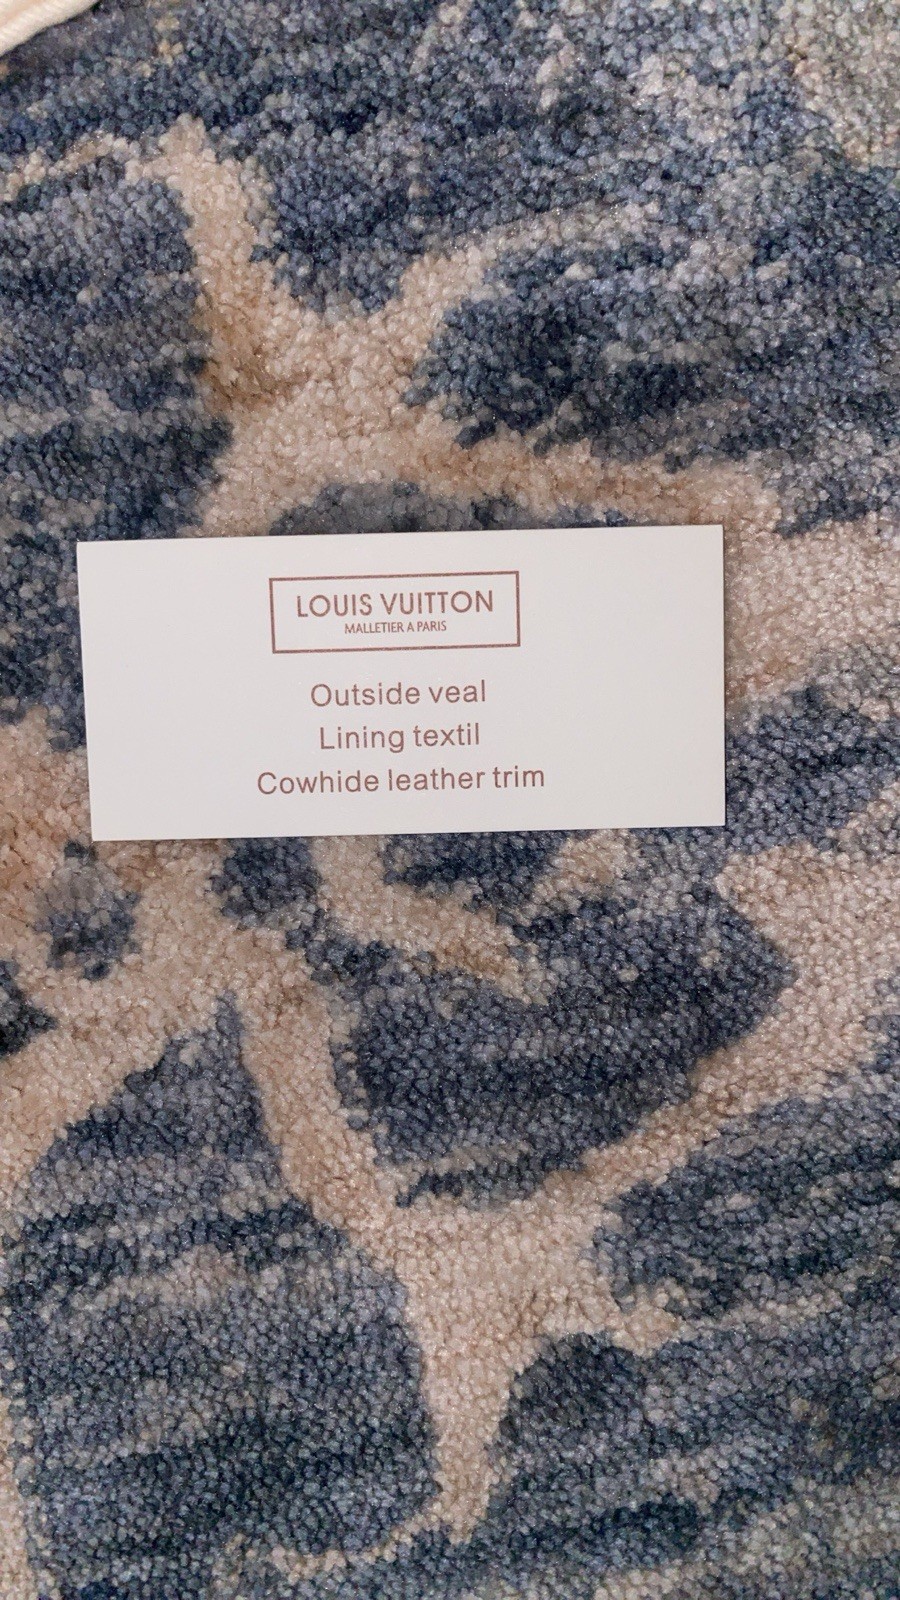 LOUIS VUITTON
MALLETIER A PARIS
Outside veal
Lining textil
Cowhide leather trim